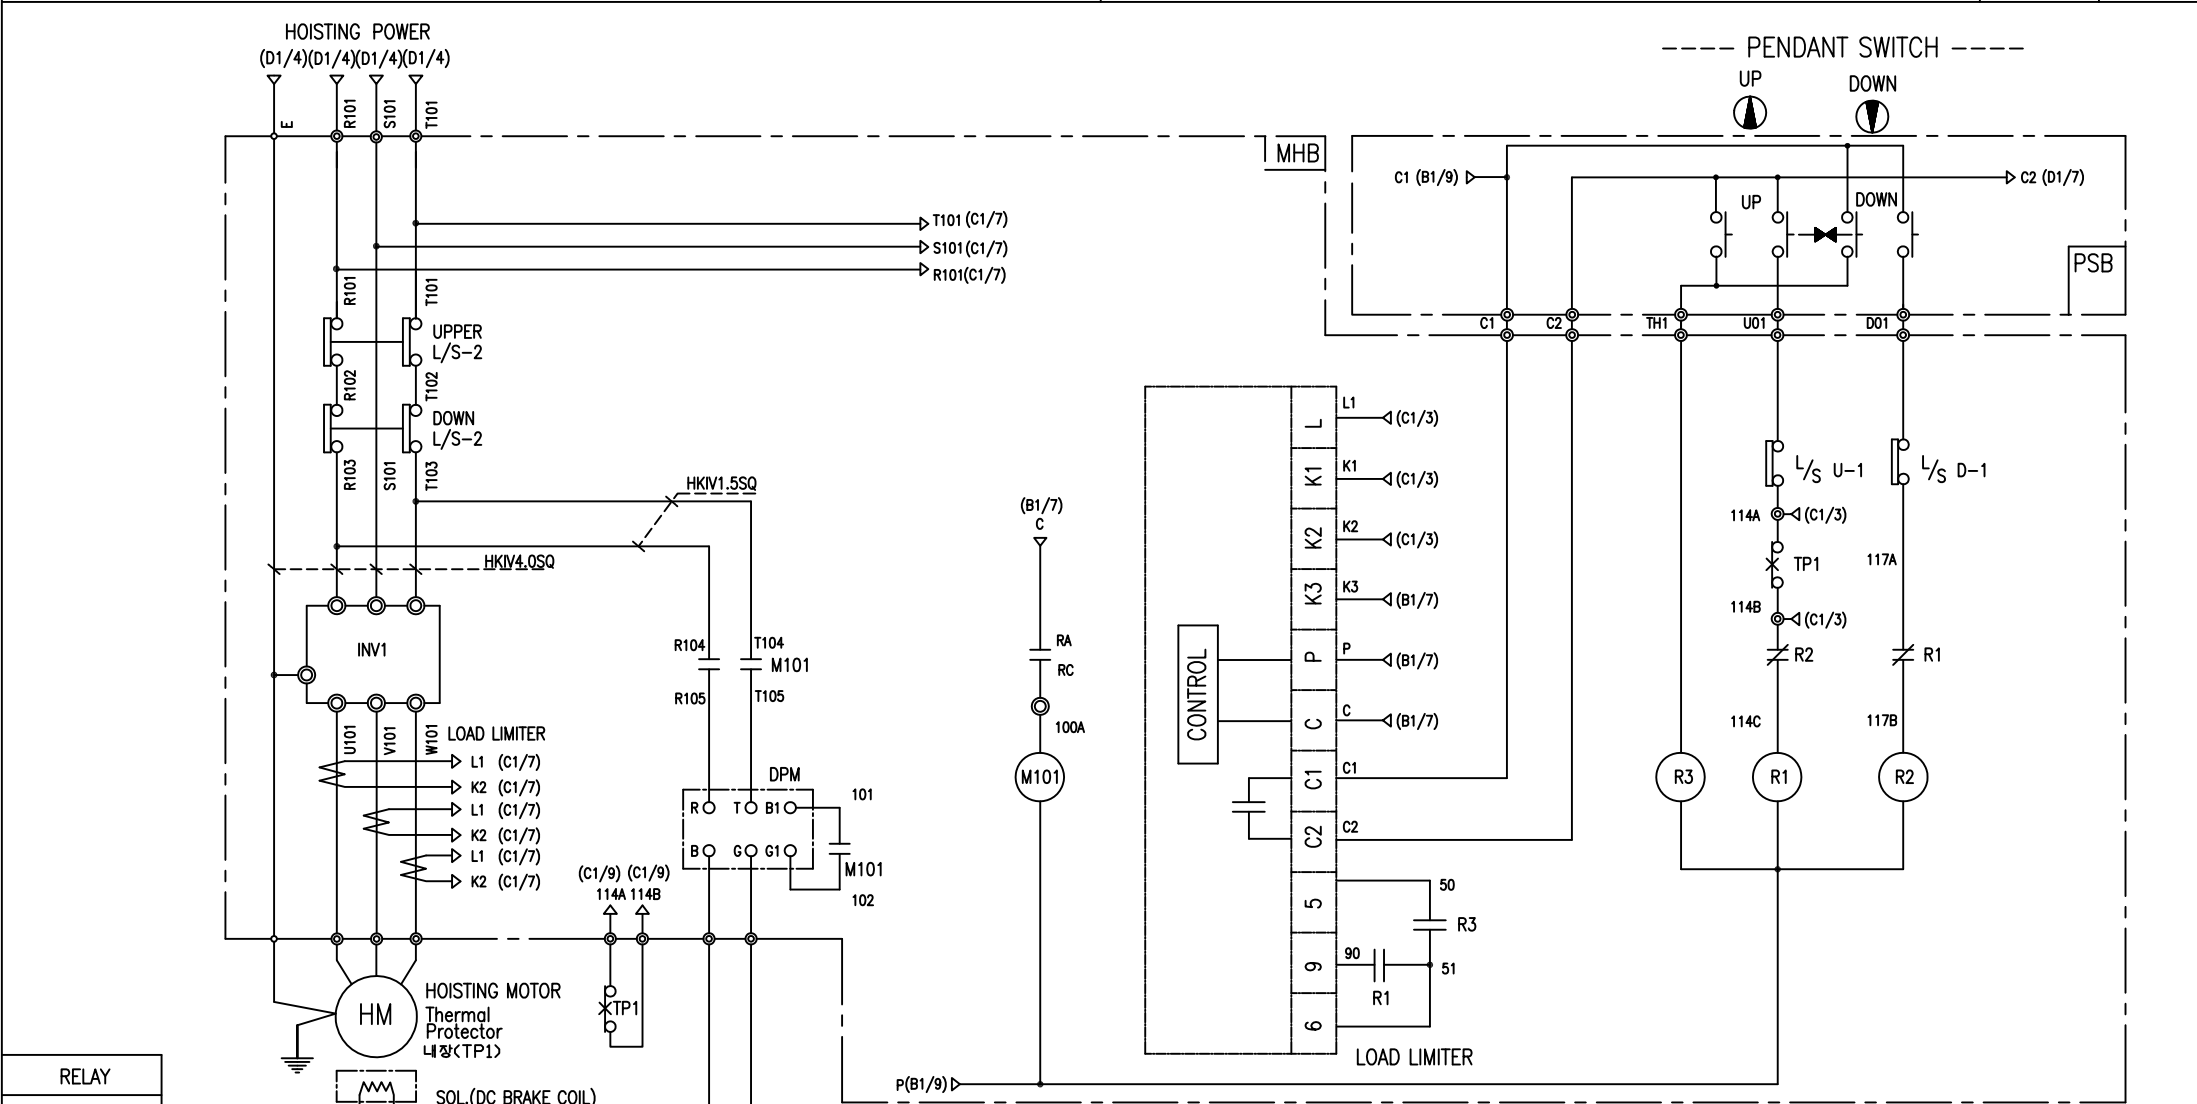 HOISTING POWER
(D1/4)(D1/4)(D1/4)(D1/4)
E
R101
S101
T101
MHB
T101 (C1/7)
S101 (C1/7)
R101(C1/7)
R101
T101
UPPER
L/S-2
R102
T102
DOWN
L/S-2
R103
S101
T103
HKIV1.5SQ
HKIV4.0SQ
INV1
U101
V101
W101
LOAD LIMITER
L1 (C1/7)
K2 (C1/7)
L1 (C1/7)
K2 (C1/7)
L1 (C1/7)
K2 (C1/7)
R104
T104
M101
R105
T105
DPM
R
T
B1
B
G
G1
101
M101
102
(C1/9) (C1/9)
114A 114B
TP1
HM
HOISTING MOTOR
Thermal
Protector
내장(TP1)
SOL.(DC BRAKE COIL)
RELAY
(B1/7)
C
RA
RC
100A
M101
P(B1/9)
CONTROL
L
K1
K2
K3
P
C
C1
C2
5
9
6
L1
(C1/3)
K1
(C1/3)
K2
(C1/3)
K3
(B1/7)
P
(B1/7)
C
(B1/7)
C1
C2
50
R3
90
51
R1
LOAD LIMITER
---- PENDANT SWITCH ----
UP
DOWN
C1 (B1/9)
C2 (D1/7)
UP
DOWN
PSB
C1
C2
TH1
U01
D01
L/S U-1
L/S D-1
114A
(C1/3)
TP1
117A
114B
(C1/3)
R2
R1
114C
117B
R3
R1
R2